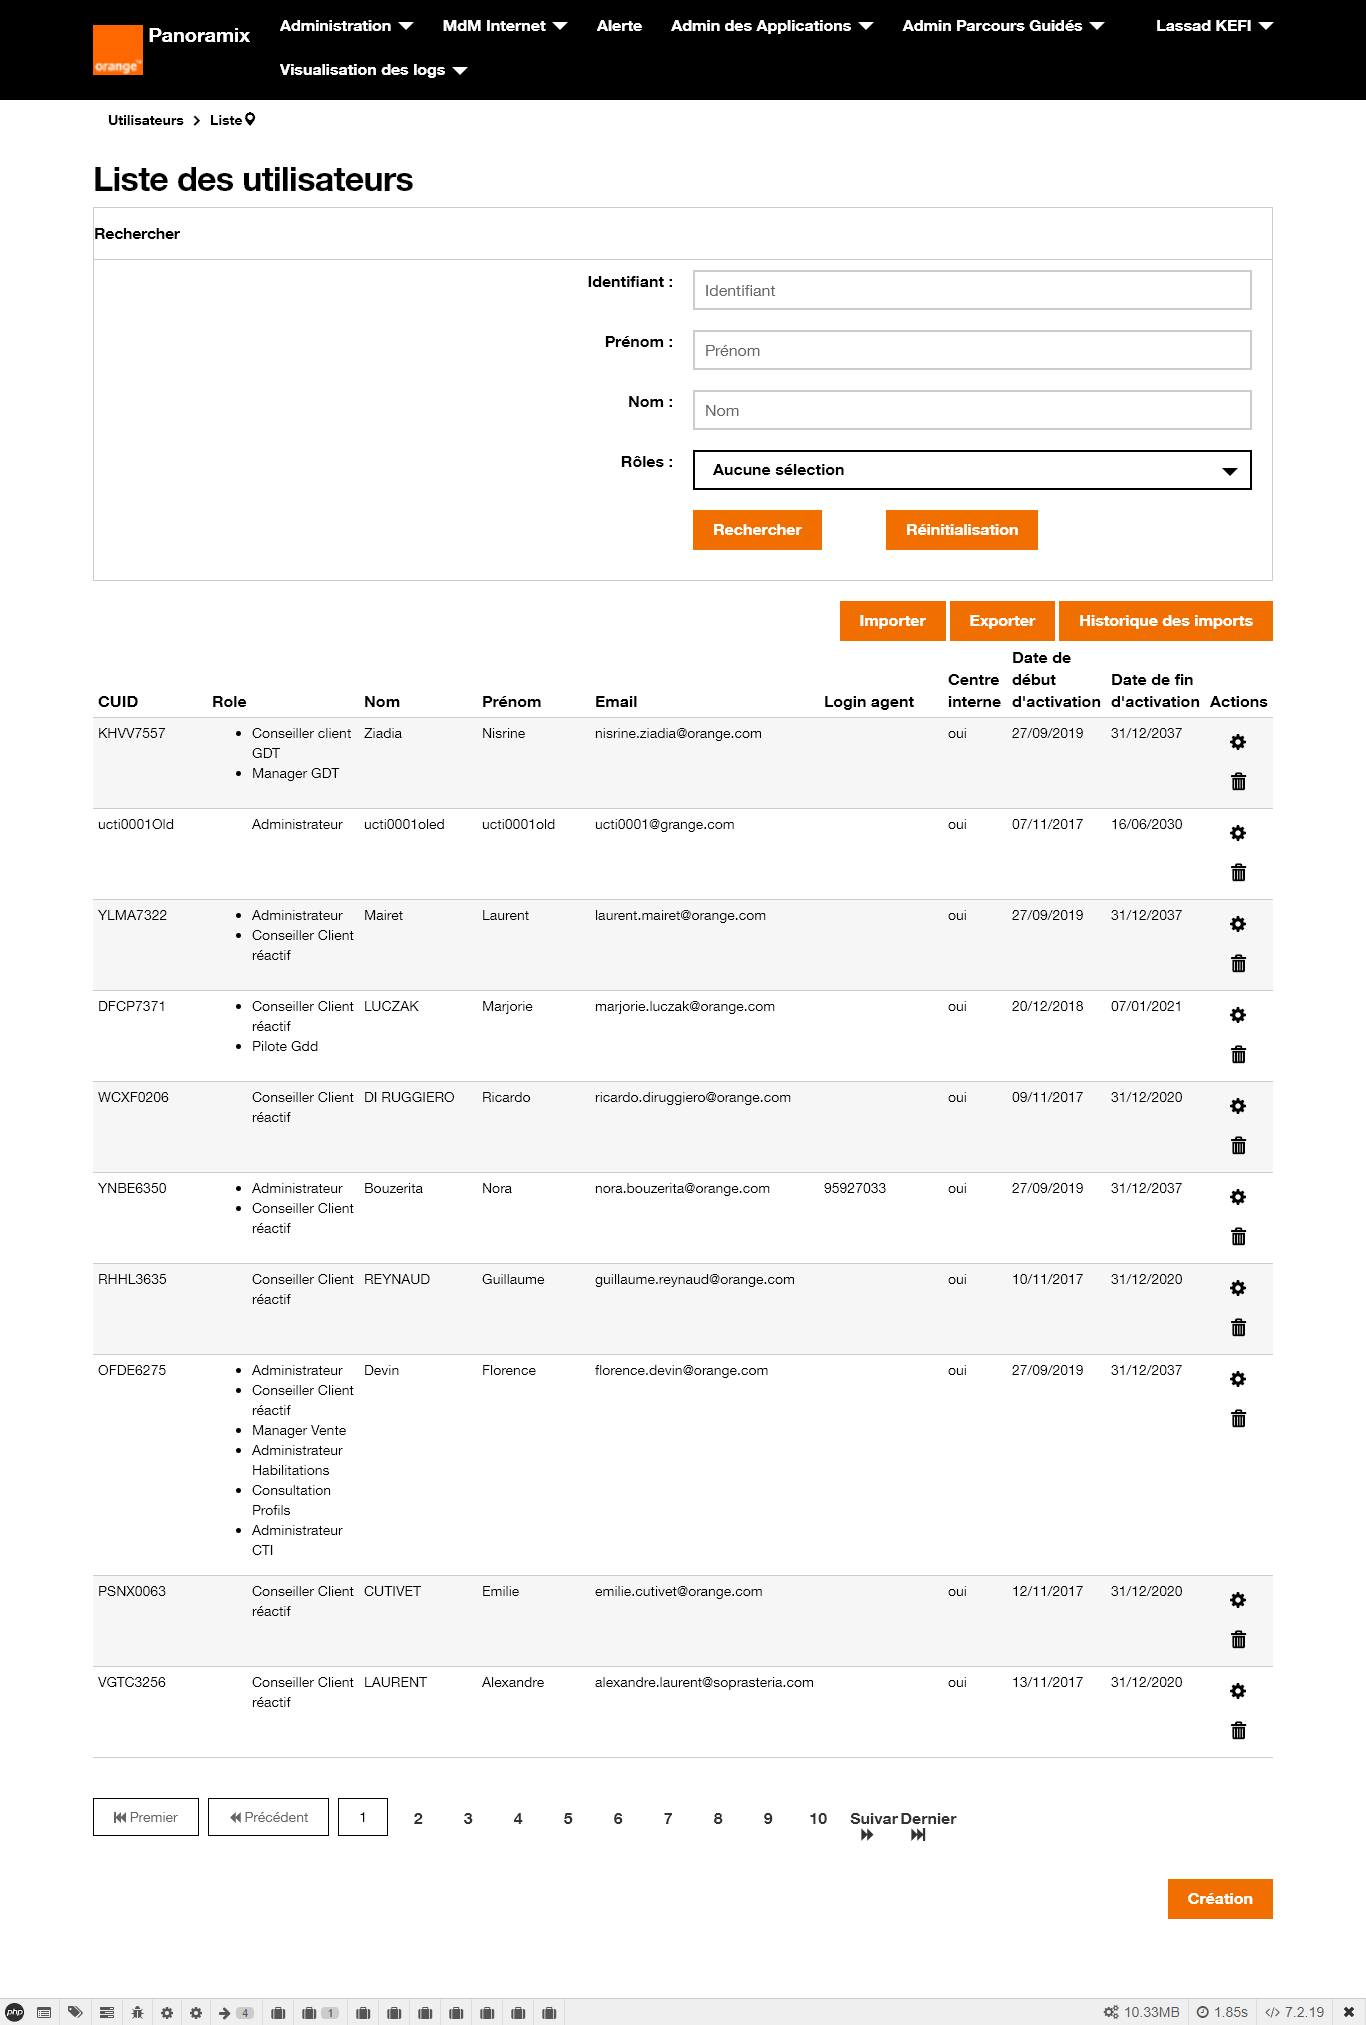 Panoramix
orange™
Administration
MdM Internet
Alerte
Admin des Applications
Admin Parcours Guidés
Lassad KEFI
Visualisation des logs
Utilisateurs > Liste
Liste des utilisateurs
Rechercher
Identifiant :
Identifiant
Prénom :
Prénom
Nom :
Nom
Rôles :
Aucune sélection
Rechercher
Réinitialisation
Importer
Exporter
Historique des imports
CUID
Role
Nom
Prénom
Email
Login agent
Centre
interne
Date de
début
d'activation
Date de fin
d'activation
Actions
KHVV7557
Conseiller client
GDT
Manager GDT
Ziadia
Nisrine
nisrine.ziadia@orange.com
oui
27/09/2019
31/12/2037
ucti0001Old
Administrateur
ucti0001oled
ucti0001old
ucti0001@grange.com
oui
07/11/2017
16/06/2030
YLMA7322
Administrateur
Conseiller Client
réactif
Mairet
Laurent
laurent.mairet@orange.com
oui
27/09/2019
31/12/2037
DFCP7371
Conseiller Client
réactif
Pilote Gdd
LUCZAK
Marjorie
marjorie.luczak@orange.com
oui
20/12/2018
07/01/2021
WCXF0206
Conseiller Client
réactif
DI RUGGIERO
Ricardo
ricardo.diruggiero@orange.com
oui
09/11/2017
31/12/2020
YNBE6350
Administrateur
Conseiller Client
réactif
Bouzerita
Nora
nora.bouzerita@orange.com
95927033
oui
27/09/2019
31/12/2037
RHHL3635
Conseiller Client
réactif
REYNAUD
Guillaume
guillaume.reynaud@orange.com
oui
10/11/2017
31/12/2020
OFDE6275
Administrateur
Conseiller Client
réactif
Manager Vente
Administrateur
Habilitations
Consultation
Profils
Administrateur
CTI
Devin
Florence
florence.devin@orange.com
oui
27/09/2019
31/12/2037
PSNX0063
Conseiller Client
réactif
CUTIVET
Emilie
emilie.cutivet@orange.com
oui
12/11/2017
31/12/2020
VGTC3256
Conseiller Client
réactif
LAURENT
Alexandre
alexandre.laurent@soprasteria.com
oui
13/11/2017
31/12/2020
Premier
Précédent
1 2 3 4 5 6 7 8 9 10
Suivar
Dernier
Création
php
4
1
10.33MB
1.85s
7.2.19